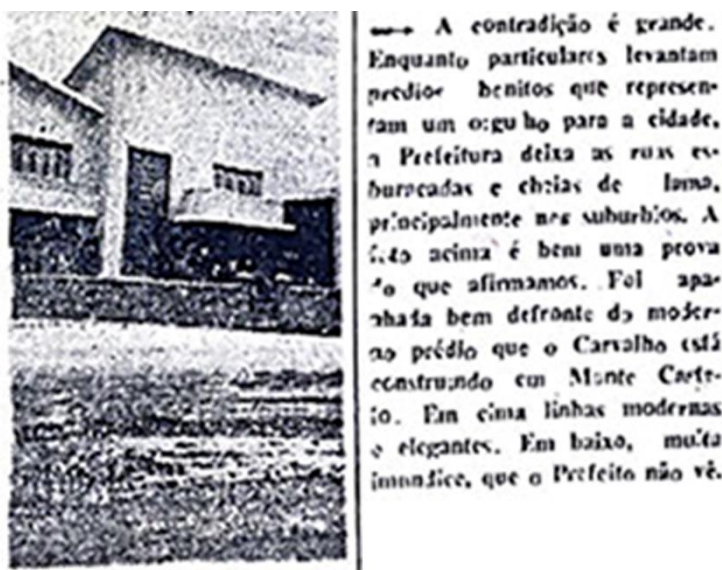 A contradição é grande.
Enquanto particulares levantam
predios bonitos que represen-
tam um orgulho para a cidade,
a Prefeitura deixa as ruas es-
buracadas e cheias de lama,
principalmente nos suburbios. A
foto acima é bem uma prova
do que afirmamos. Foi apa-
nhada bem defronte do moder-
no prédio que o Carvalho está
construindo em Monte Caste-
lo. Em cima linhas modernas
e elegantes. Em baixo, muita
imundice, que o Prefeito não vê.